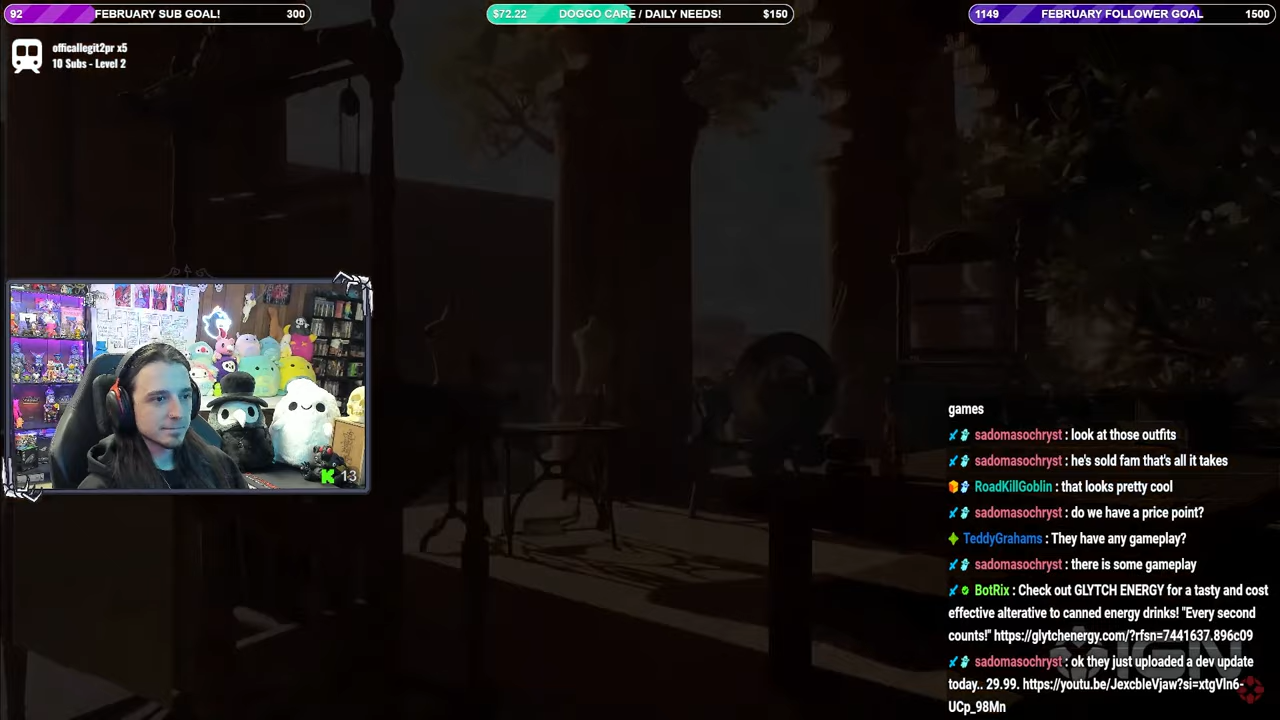 92 FEBRUARY SUB GOAL! 300
$72.22 DOGGO CARE / DAILY NEEDS! $150
1149 FEBRUARY FOLLOWER GOAL 1500
officallegit2pr x5
10 Subs - Level 2
K 13
games
sadomasochryst : look at those outfits
sadomasochryst : he's sold fam that's all it takes
RoadKillGoblin : that looks pretty cool
sadomasochryst : do we have a price point?
TeddyGrahams : They have any gameplay?
sadomasochryst : there is some gameplay
BotRix : Check out GLYTCH ENERGY for a tasty and cost
effective alterative to canned energy drinks! "Every second
counts!" https://glytchenergy.com/?rfsn=7441637.896c09
IGN
sadomasochryst : ok they just uploaded a dev update
today.. 29.99. https://youtu.be/JexcbleVjaw?si=xtgVln6-
UCp_98Mn